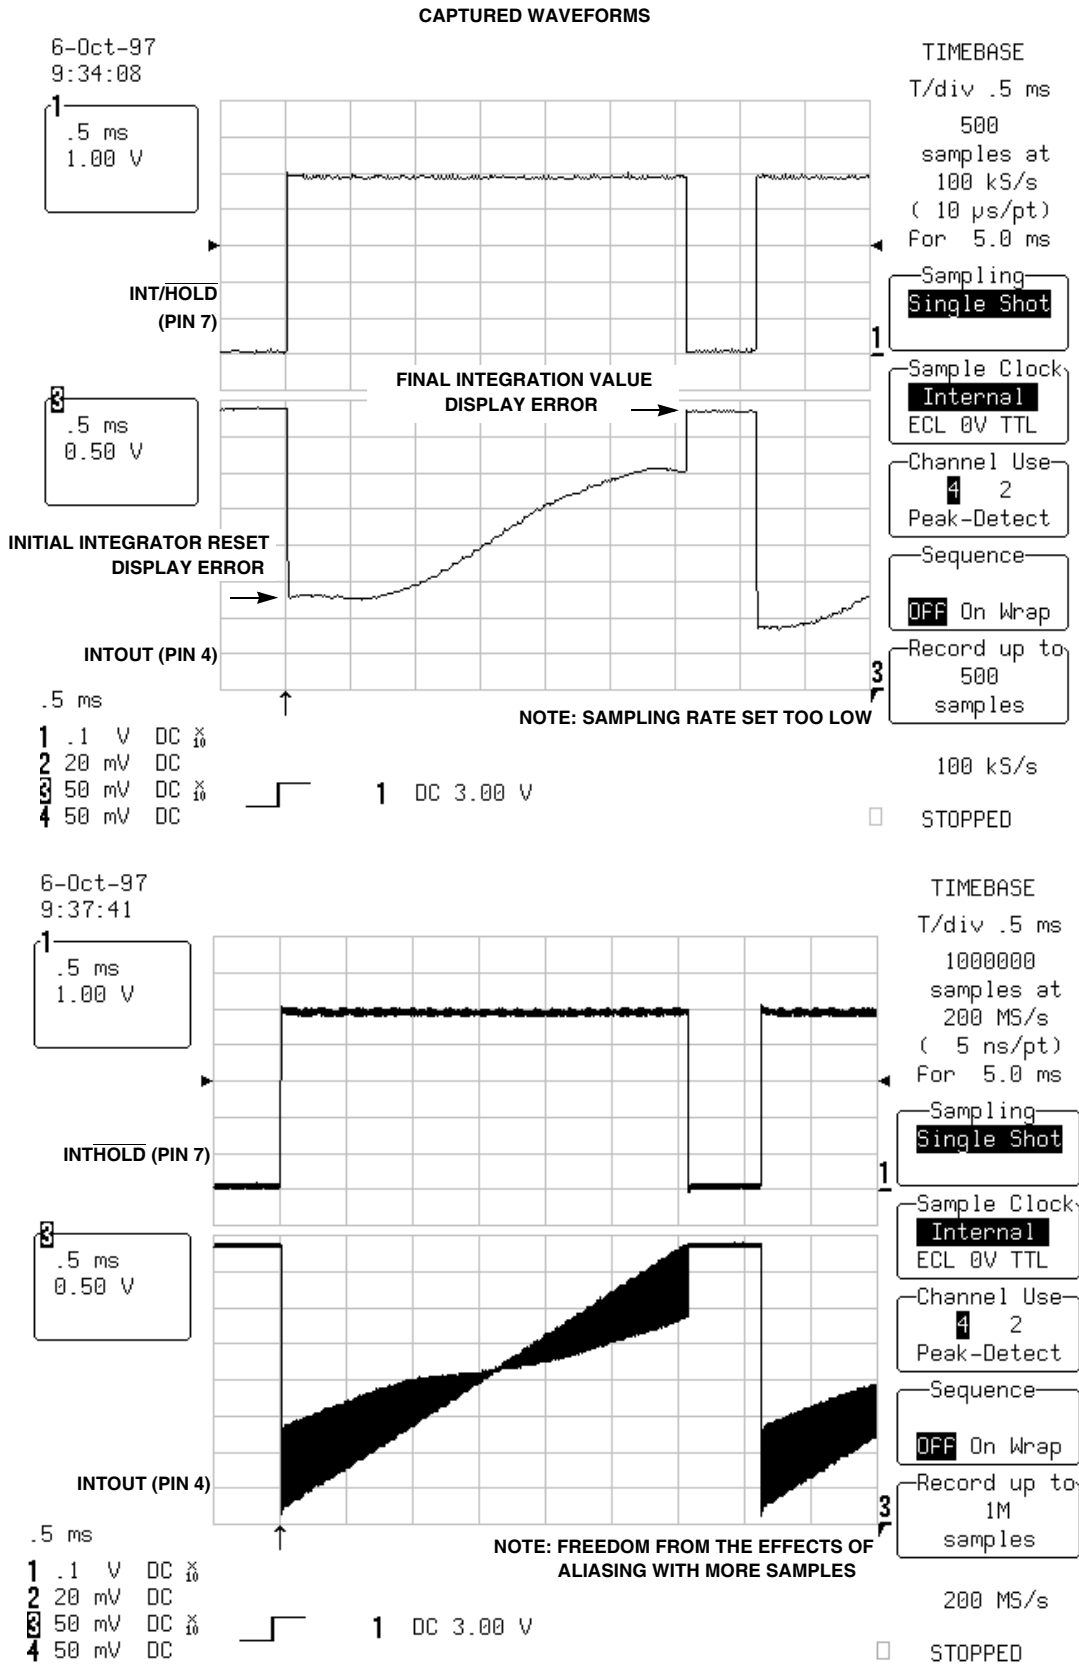 CAPTURED WAVEFORMS
6-Oct-97
9:34:08
1
.5 ms
1.00 V
INT/HOLD
(PIN 7)
1
FINAL INTEGRATION VALUE
DISPLAY ERROR
3
.5 ms
0.50 V
INITIAL INTEGRATOR RESET
DISPLAY ERROR
INTOUT (PIN 4)
3
NOTE: SAMPLING RATE SET TOO LOW
.5 ms
1 .1 V DC X10
2 20 mV DC
3 50 mV DC X10
4 50 mV DC
1 DC 3.00 V
TIMEBASE
T/div .5 ms
500
samples at
100 kS/s
( 10 µs/pt)
for 5.0 ms
Sampling
Single Shot
Sample Clock
Internal
ECL 0V TTL
Channel Use
4 2
Peak-Detect
Sequence
OFF On Wrap
Record up to
500
samples
100 kS/s
STOPPED
6-Oct-97
9:37:41
1
.5 ms
1.00 V
INTHOLD (PIN 7)
1
3
.5 ms
0.50 V
INTOUT (PIN 4)
3
NOTE: FREEDOM FROM THE EFFECTS OF
ALIASING WITH MORE SAMPLES
.5 ms
1 .1 V DC X10
2 20 mV DC
3 50 mV DC X10
4 50 mV DC
1 DC 3.00 V
TIMEBASE
T/div .5 ms
1000000
samples at
200 MS/s
( 5 ns/pt)
for 5.0 ms
Sampling
Single Shot
Sample Clock
Internal
ECL 0V TTL
Channel Use
4 2
Peak-Detect
Sequence
OFF On Wrap
Record up to
1M
samples
200 MS/s
STOPPED